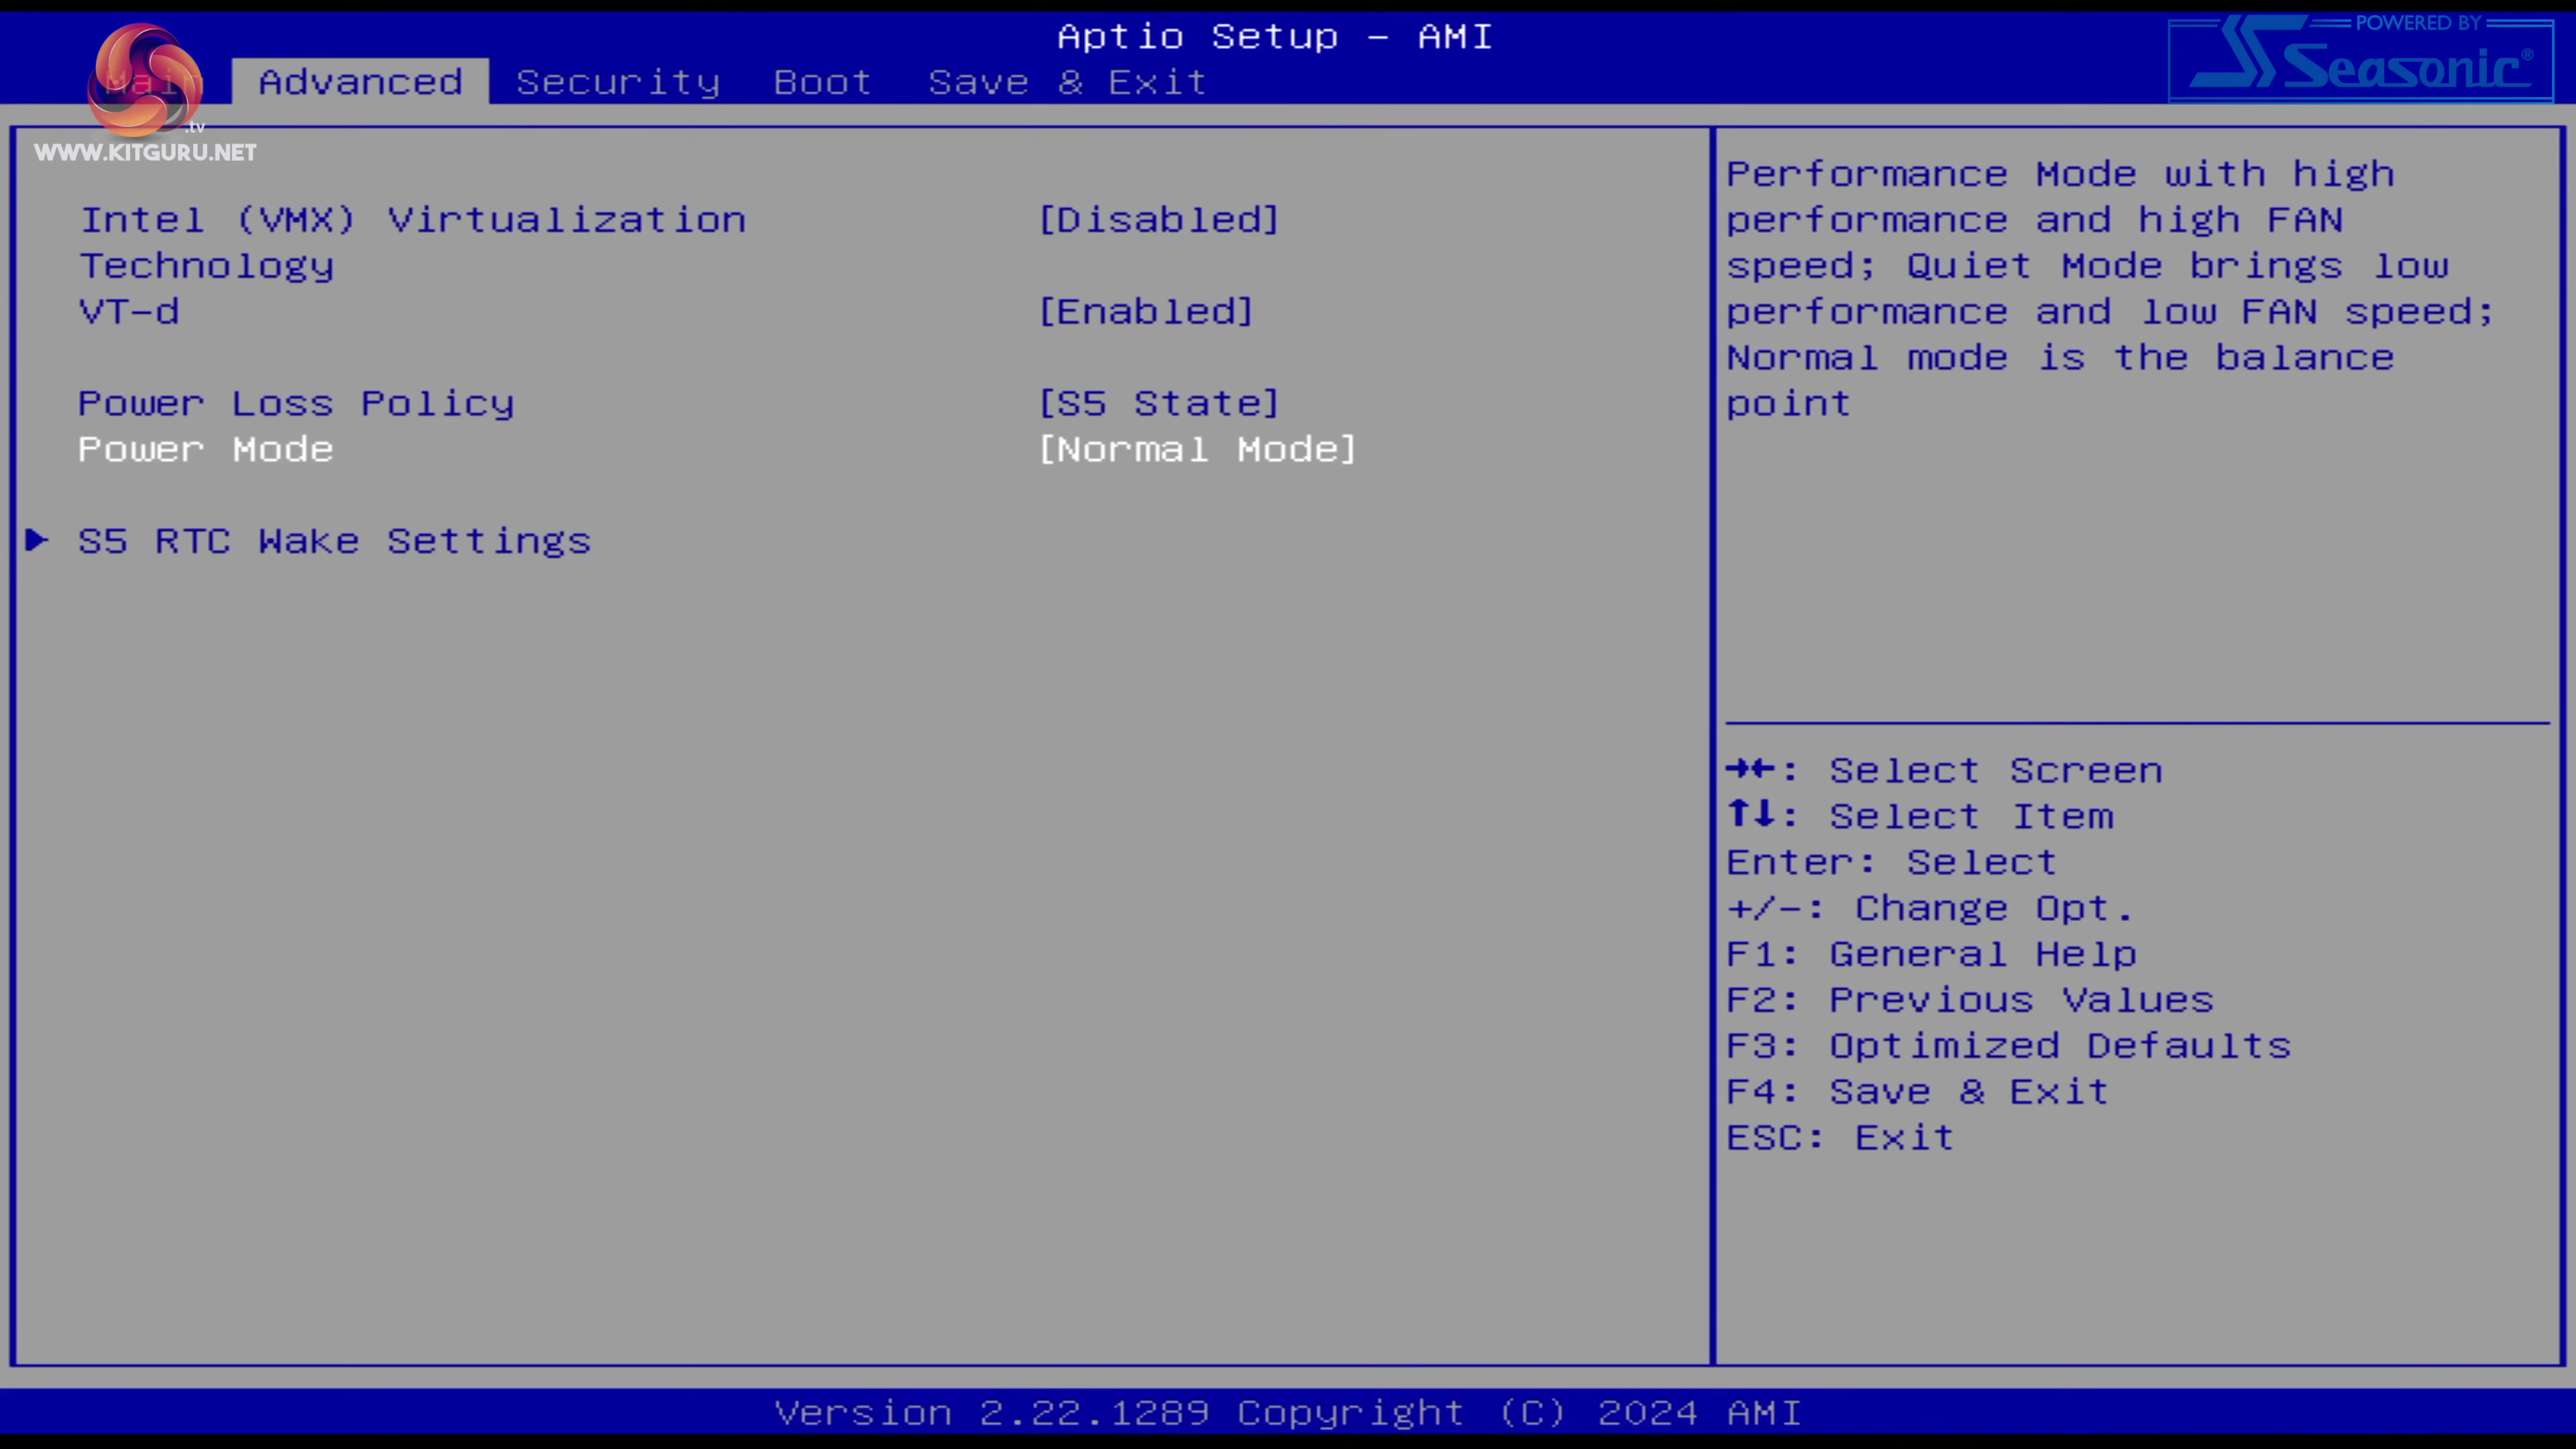 Aptio Setup – AMI
POWERED BY
Seasonic®
Main Advanced Security Boot Save & Exit
.tv
WWW.KITGURU.NET
Intel (VMX) Virtualization [Disabled]
Technology
VT-d [Enabled]
Power Loss Policy [S5 State]
Power Mode [Normal Mode]
S5 RTC Wake Settings
Performance Mode with high
performance and high FAN
speed; Quiet Mode brings low
performance and low FAN speed;
Normal mode is the balance
point
→←: Select Screen
↑↓: Select Item
Enter: Select
+/-: Change Opt.
F1: General Help
F2: Previous Values
F3: Optimized Defaults
F4: Save & Exit
ESC: Exit
Version 2.22.1289 Copyright (C) 2024 AMI